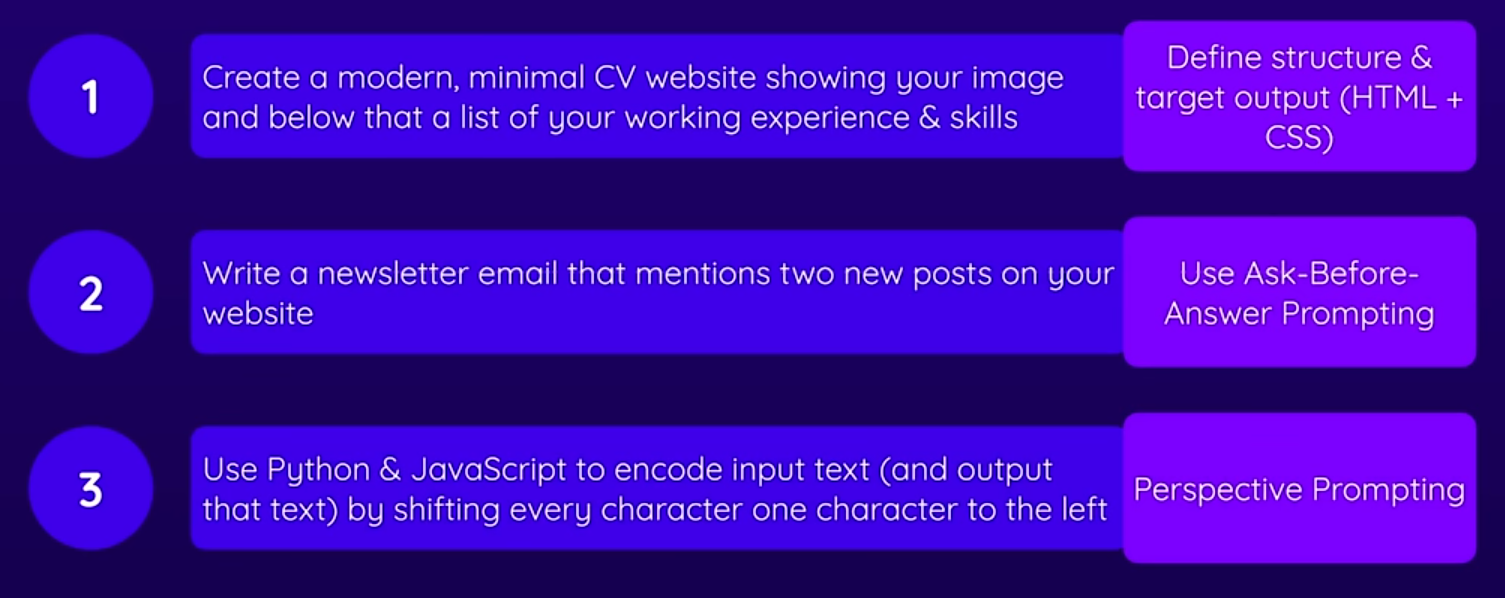 1
Create a modern, minimal CV website showing your image
and below that a list of your working experience & skills
Define structure &
target output (HTML +
CSS)
2
Write a newsletter email that mentions two new posts on your
website
Use Ask-Before-
Answer Prompting
3
Use Python & JavaScript to encode input text (and output
that text) by shifting every character one character to the left
Perspective Prompting